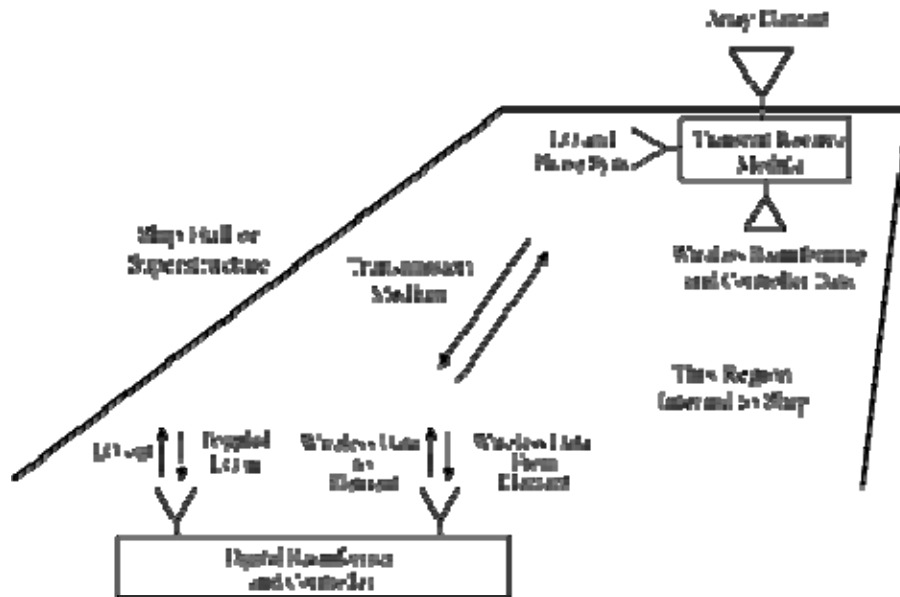 Array Element
LO and
Phase Sync
Transmit Receive
Module
Ship Hull or
Superstructure
Transmission
Medium
Wireless Beamforming
and Controller Data
This Region
Internal to Ship
LO out
LO in
Wireless Data
to
Element
Wireless Data
From
Element
Digital Beamformer
and Controller